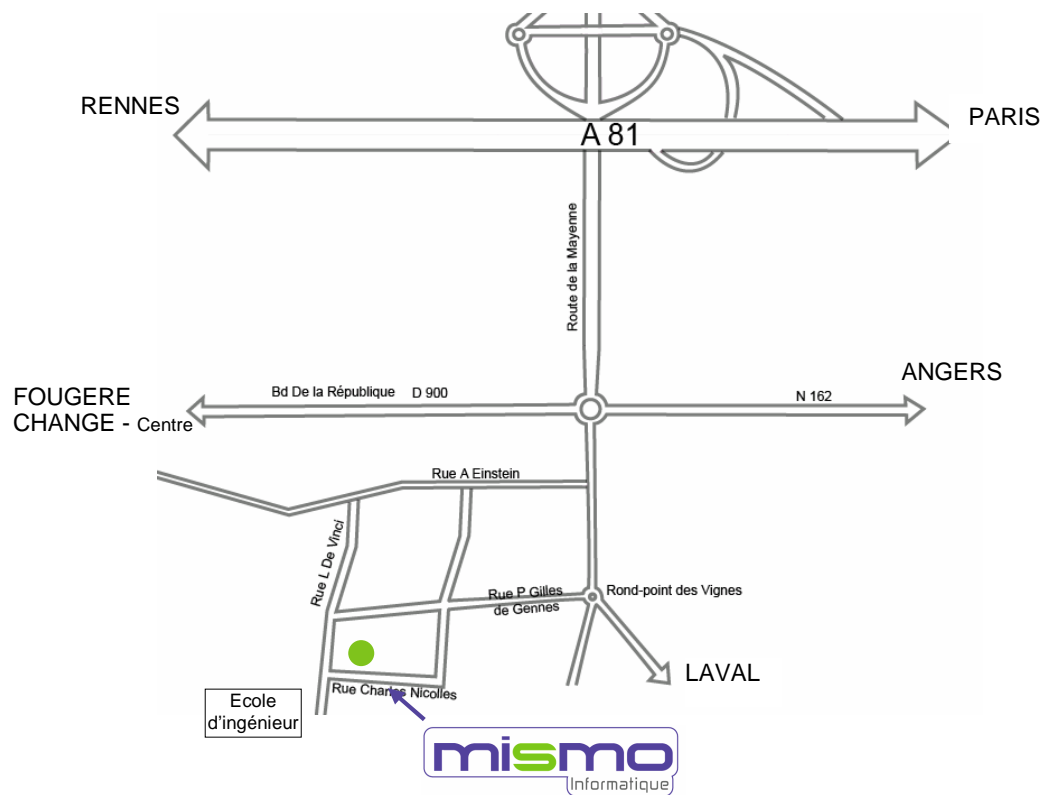 RENNES
PARIS
A 81
Route de la Mayenne
ANGERS
FOUGERE
CHANGE - Centre
Bd De la République D 900
N 162
Rue A Einstein
Rue L De Vinci
Rue P Gilles
de Gennes
Rond-point des Vignes
LAVAL
Rue Charles Nicolles
Ecole
d'ingénieur
mismo
Informatique